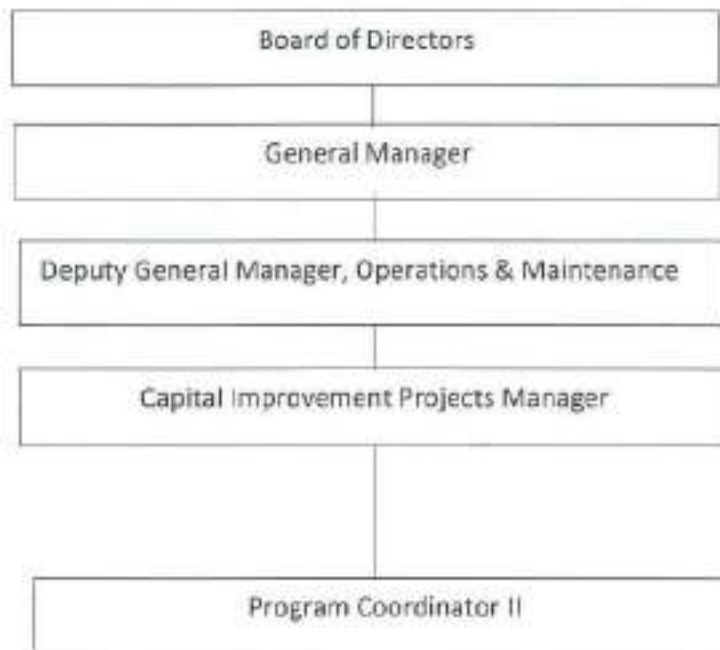 Board of Directors
General Manager
Deputy General Manager, Operations & Maintenance
Capital Improvement Projects Manager
Program Coordinator II